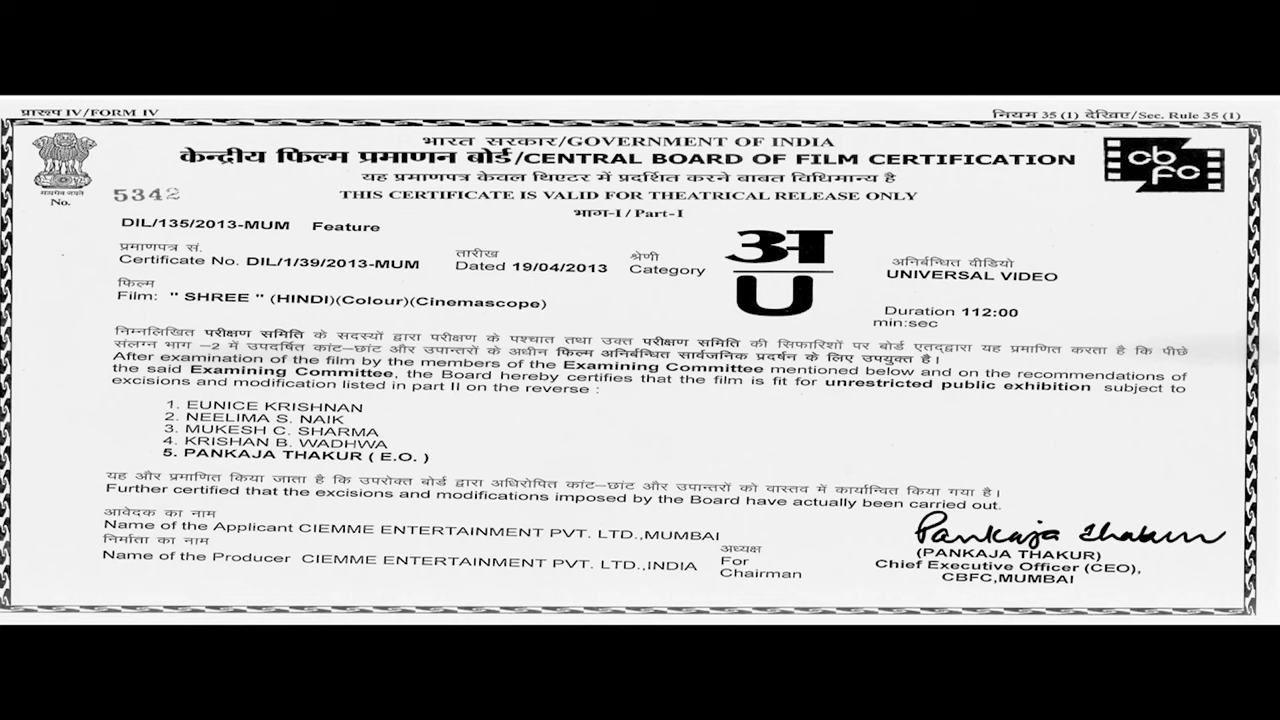 प्रारूप IV/FORM IV
नियम 35 (1) देखिए/Sec. Rule 35 (1)
भारत सरकार/GOVERNMENT OF INDIA
केन्द्रीय फिल्म प्रमाणन बोर्ड/CENTRAL BOARD OF FILM CERTIFICATION
cbfc
यह प्रमाणपत्र केवल थिएटर में प्रदर्शित करने बाबत विधिमान्य है
सत्यमेव जयते
No. 5342
THIS CERTIFICATE IS VALID FOR THEATRICAL RELEASE ONLY
भाग-I/Part-I
DIL/135/2013-MUM Feature
प्रमाणपत्र सं. तारीख श्रेणी अ अनिर्बन्धित वीडियो
Certificate No. DIL/1/39/2013-MUM Dated 19/04/2013 Category U UNIVERSAL VIDEO
फिल्म
Film: " SHREE " (HINDI)(Colour)(Cinemascope)
Duration 112:00
min:sec
निम्नलिखित परीक्षण समिति के सदस्यों द्वारा परीक्षण के पश्चात तथा उक्त परीक्षण समिति की सिफारिशों पर बोर्ड एतद्द्वारा यह प्रमाणित करता है कि पीछे
संलग्न भाग -2 में उपदर्षित कांट-छांट और उपान्तरों के अधीन फिल्म अनिर्बन्धित सार्वजनिक प्रदर्षन के लिए उपयुक्त है।
After examination of the film by the members of the Examining Committee mentioned below and on the recommendations of
the said Examining Committee, the Board hereby certifies that the film is fit for unrestricted public exhibition subject to
excisions and modification listed in part II on the reverse :
1. EUNICE KRISHNAN
2. NEELIMA S. NAIK
3. MUKESH C. SHARMA
4. KRISHAN B. WADHWA
5. PANKAJA THAKUR ( E.O. )
यह और प्रमाणित किया जाता है कि उपरोक्त बोर्ड द्वारा अधिरोपित कांट-छांट और उपान्तरों को वास्तव में कार्यान्वित किया गया है।
Further certified that the excisions and modifications imposed by the Board have actually been carried out.
आवेदक का नाम
Name of the Applicant CIEMME ENTERTAINMENT PVT. LTD.,MUMBAI
निर्माता का नाम
Name of the Producer CIEMME ENTERTAINMENT PVT. LTD.,INDIA
अध्यक्ष
For
Chairman
Pankaja Thakur
(PANKAJA THAKUR)
Chief Executive Officer (CEO),
CBFC,MUMBAI